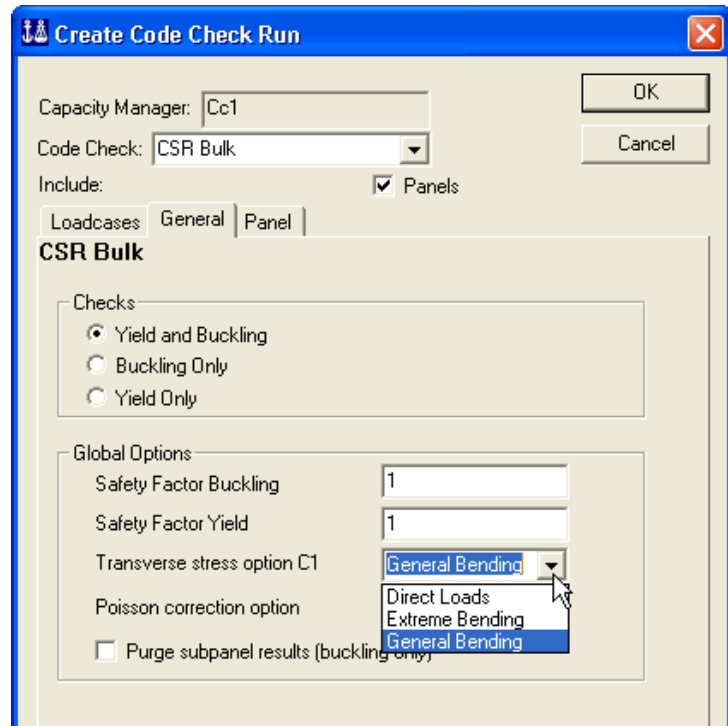 Create Code Check Run
OK
Capacity Manager: Cc1
Code Check: CSR Bulk
Cancel
Include: Panels
Loadcases General Panel
CSR Bulk
Checks
Yield and Buckling
Buckling Only
Yield Only
Global Options
Safety Factor Buckling 1
Safety Factor Yield 1
Transverse stress option C1 General Bending
Direct Loads
Poisson correction option
Extreme Bending
General Bending
Purge subpanel results (buckling only)